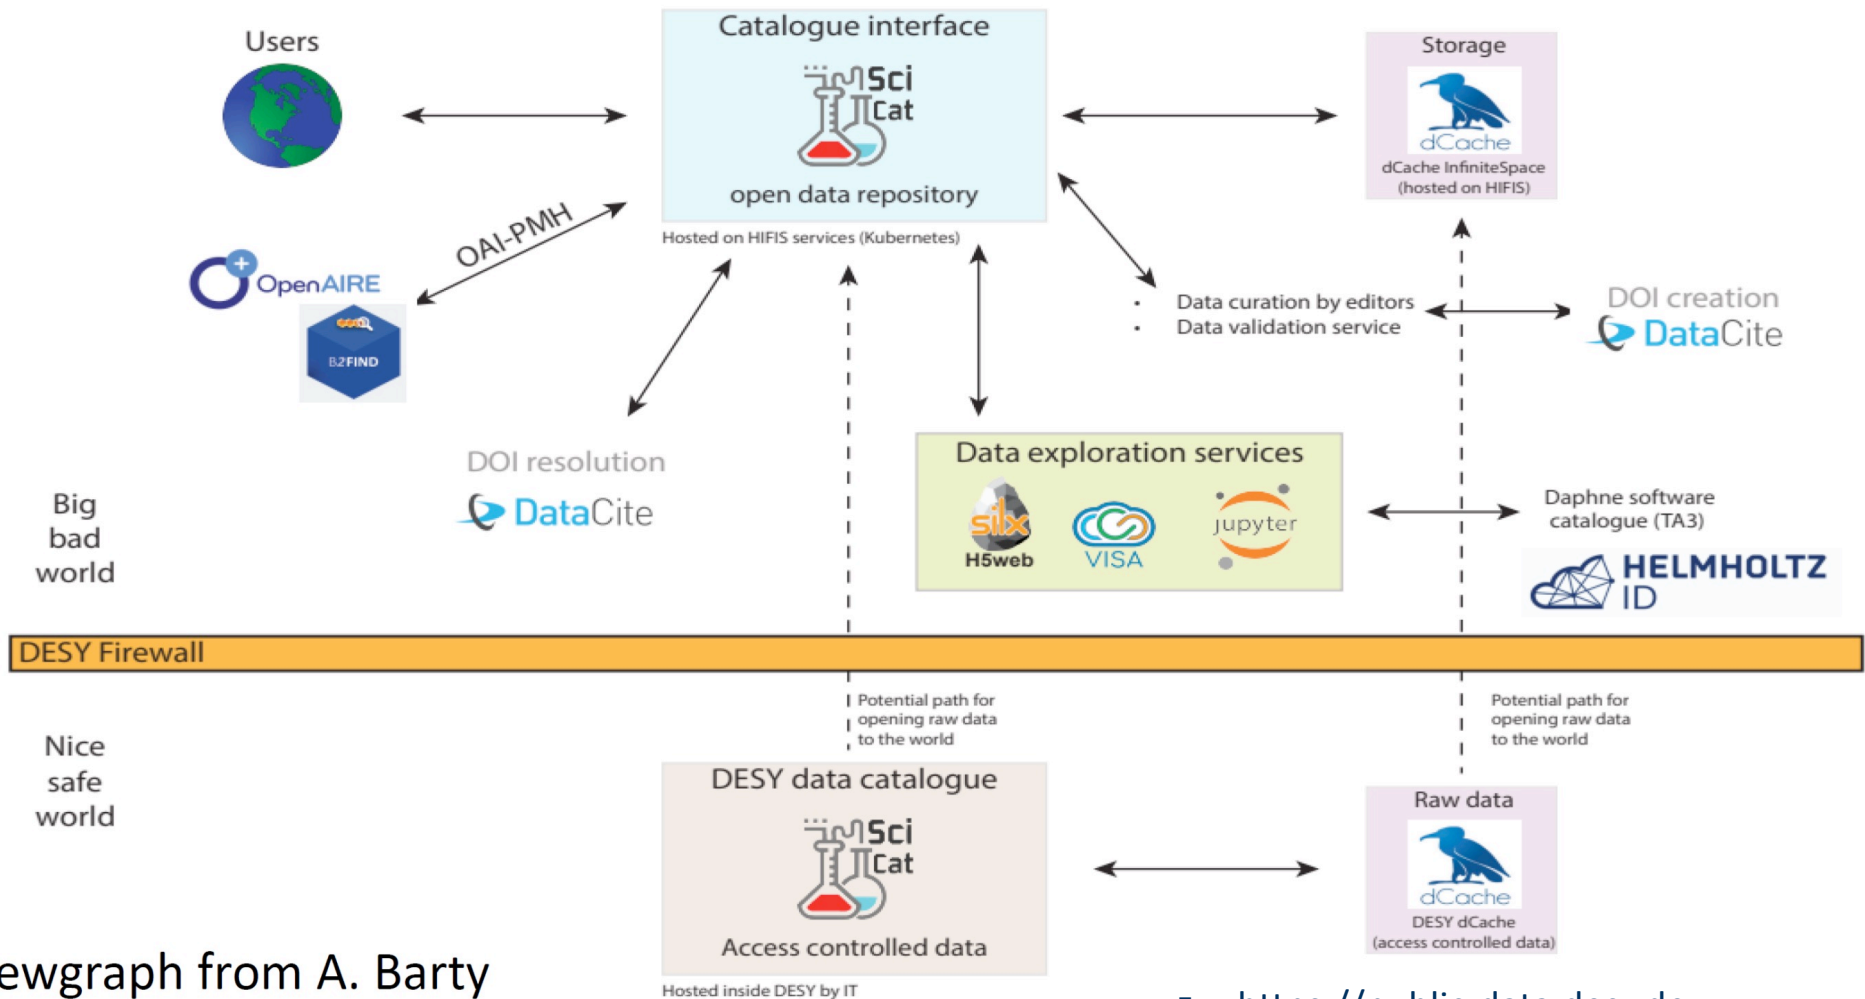 Users
Catalogue interface
Sci
Cat
open data repository
Hosted on HIFIS services (Kubernetes)
Storage
dCache
dCache InfiniteSpace
(hosted on HIFIS)
OAI-PMH
OpenAIRE
B2FIND
• Data curation by editors
• Data validation service
DOI creation
DataCite
DOI resolution
DataCite
Data exploration services
silx
H5web
VISA
jupyter
Daphne software
catalogue (TA3)
HELMHOLTZ
ID
Big
bad
world
DESY Firewall
Nice
safe
world
Potential path for
opening raw data
to the world
Potential path for
opening raw data
to the world
DESY data catalogue
Sci
Cat
Access controlled data
Hosted inside DESY by IT
Raw data
dCache
DESY dCache
(access controlled data)
ewgraph from A. Barty